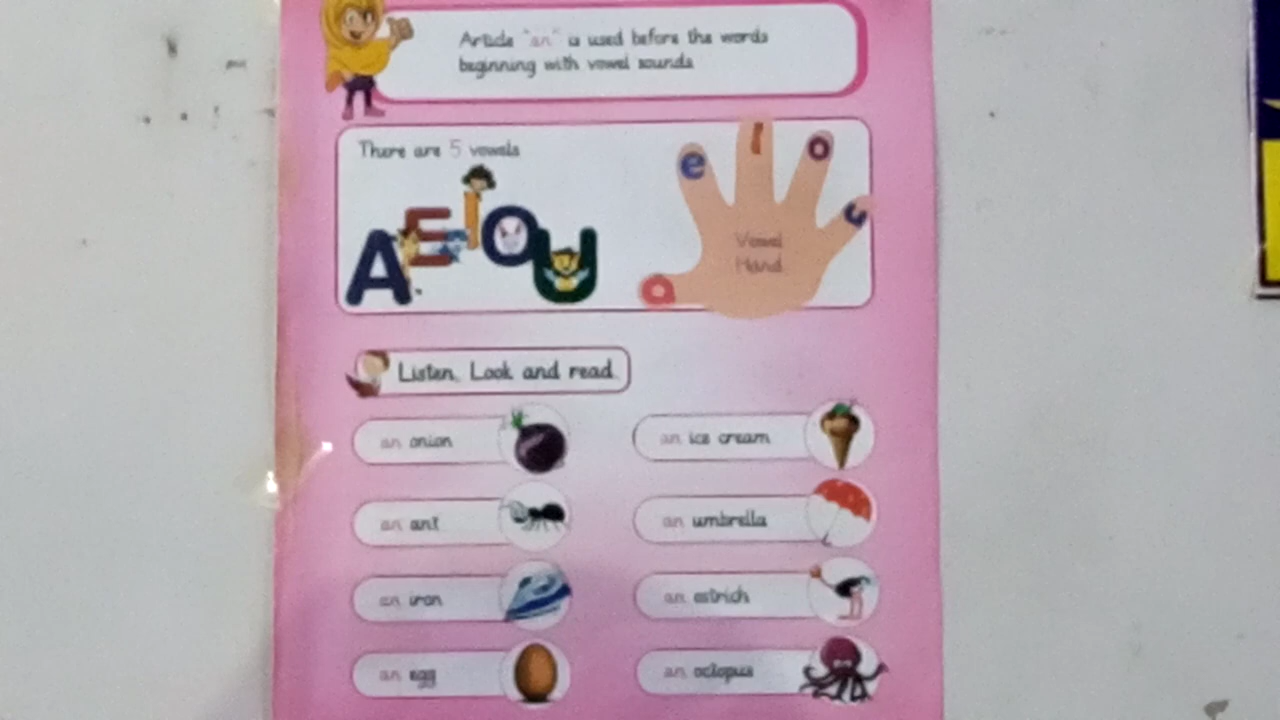 Article "an" is used before the words
beginning with vowel sounds
There are 5 vowels
A E I O U
a e i o u
Vowel
Hand
Listen, Look and read.
an onion
an ice cream
an ant
an umbrella
an iron
an ostrich
an egg
an octopus